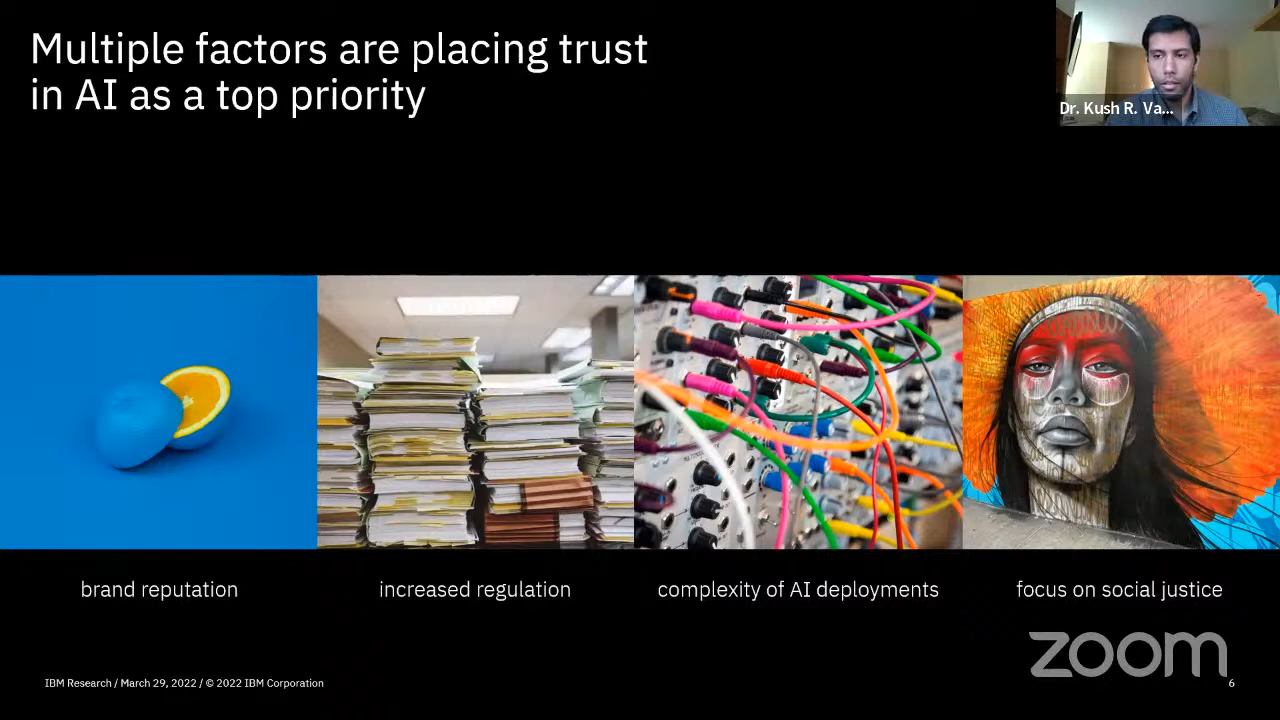 Multiple factors are placing trust
in AI as a top priority
Dr. Kush R. Va...
brand reputation
increased regulation
complexity of AI deployments
focus on social justice
zoom
IBM Research / March 29, 2022 / © 2022 IBM Corporation
6